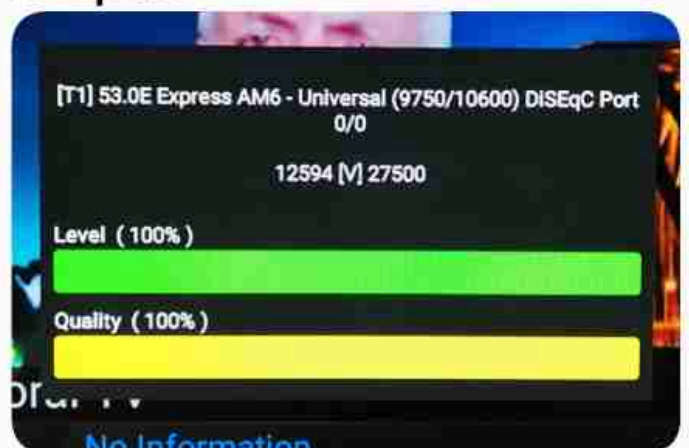 [T1] 53.0E Express AM6 - Universal (9750/10600) DiSEqC Port
0/0
12594 [V] 27500
Level ( 100% )
Quality ( 100% )
TV
No Information